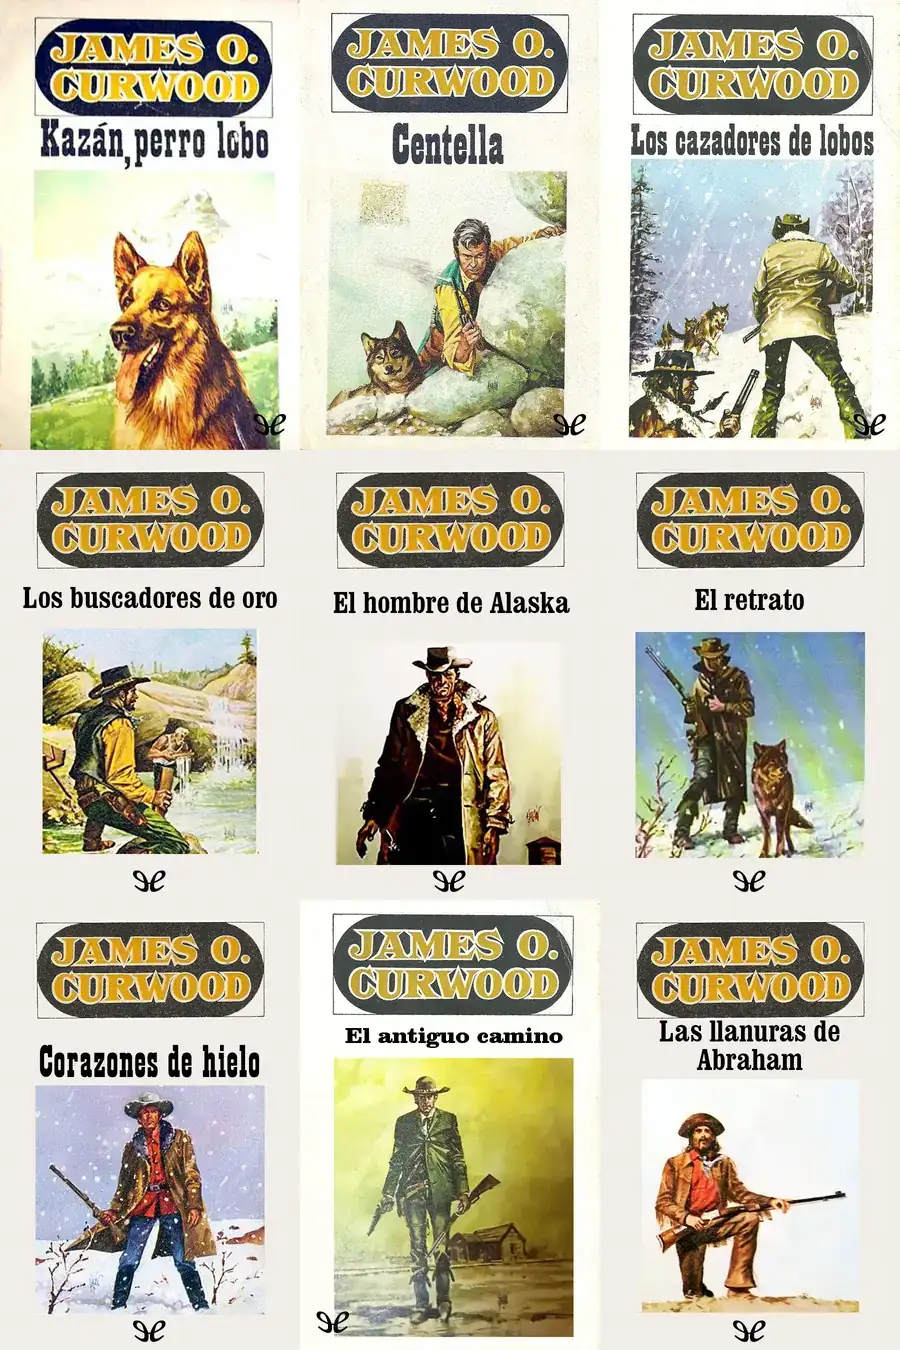 JAMES O.
CURWOOD
Kazán, perro lobo
JAMES O.
CURWOOD
Centella
JAMES O.
CURWOOD
Los cazadores de lobos
JAMES O.
CURWOOD
Los buscadores de oro
JAMES O.
CURWOOD
El hombre de Alaska
JAMES O.
CURWOOD
El retrato
JAMES O.
CURWOOD
Corazones de hielo
JAMES O.
CURWOOD
El antiguo camino
JAMES O.
CURWOOD
Las llanuras de
Abraham